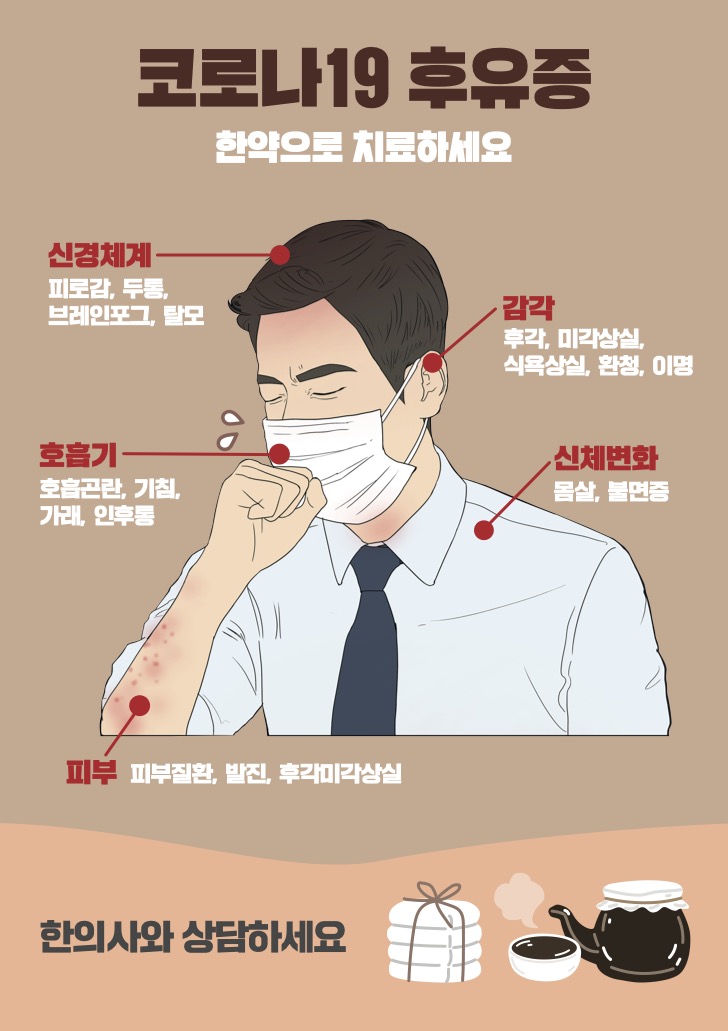 코로나19 후유증
한약으로 치료하세요
신경체계
피로감, 두통,
브레인포그, 탈모
감각
후각, 미각상실,
식욕상실, 환청, 이명
호흡기
호흡곤란, 기침,
가래, 인후통
신체변화
몸살, 불면증
피부 피부질환, 발진, 후각미각상실
한의사와 상담하세요